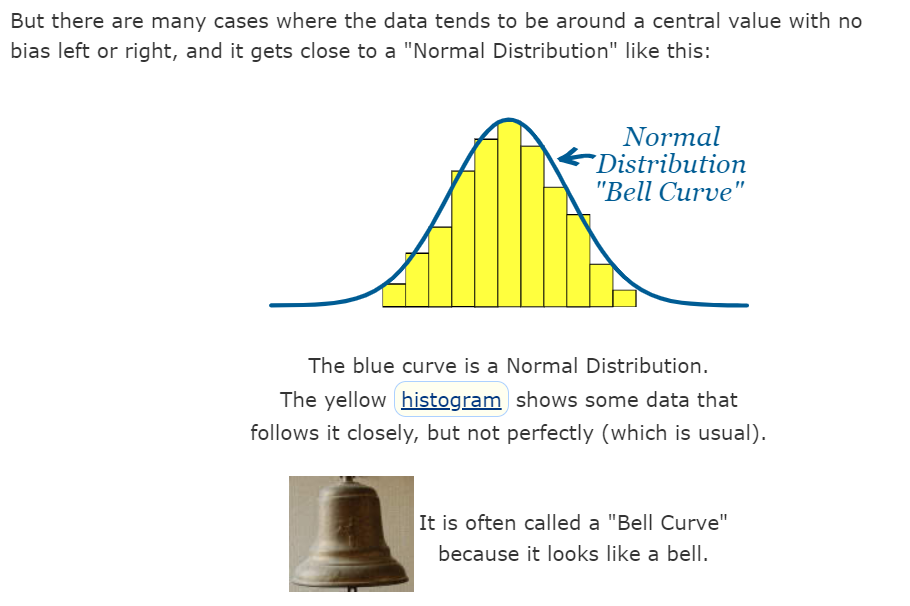 But there are many cases where the data tends to be around a central value with no
bias left or right, and it gets close to a "Normal Distribution" like this:
Normal
Distribution
"Bell Curve"
The blue curve is a Normal Distribution.
The yellow histogram shows some data that
follows it closely, but not perfectly (which is usual).
It is often called a "Bell Curve"
because it looks like a bell.